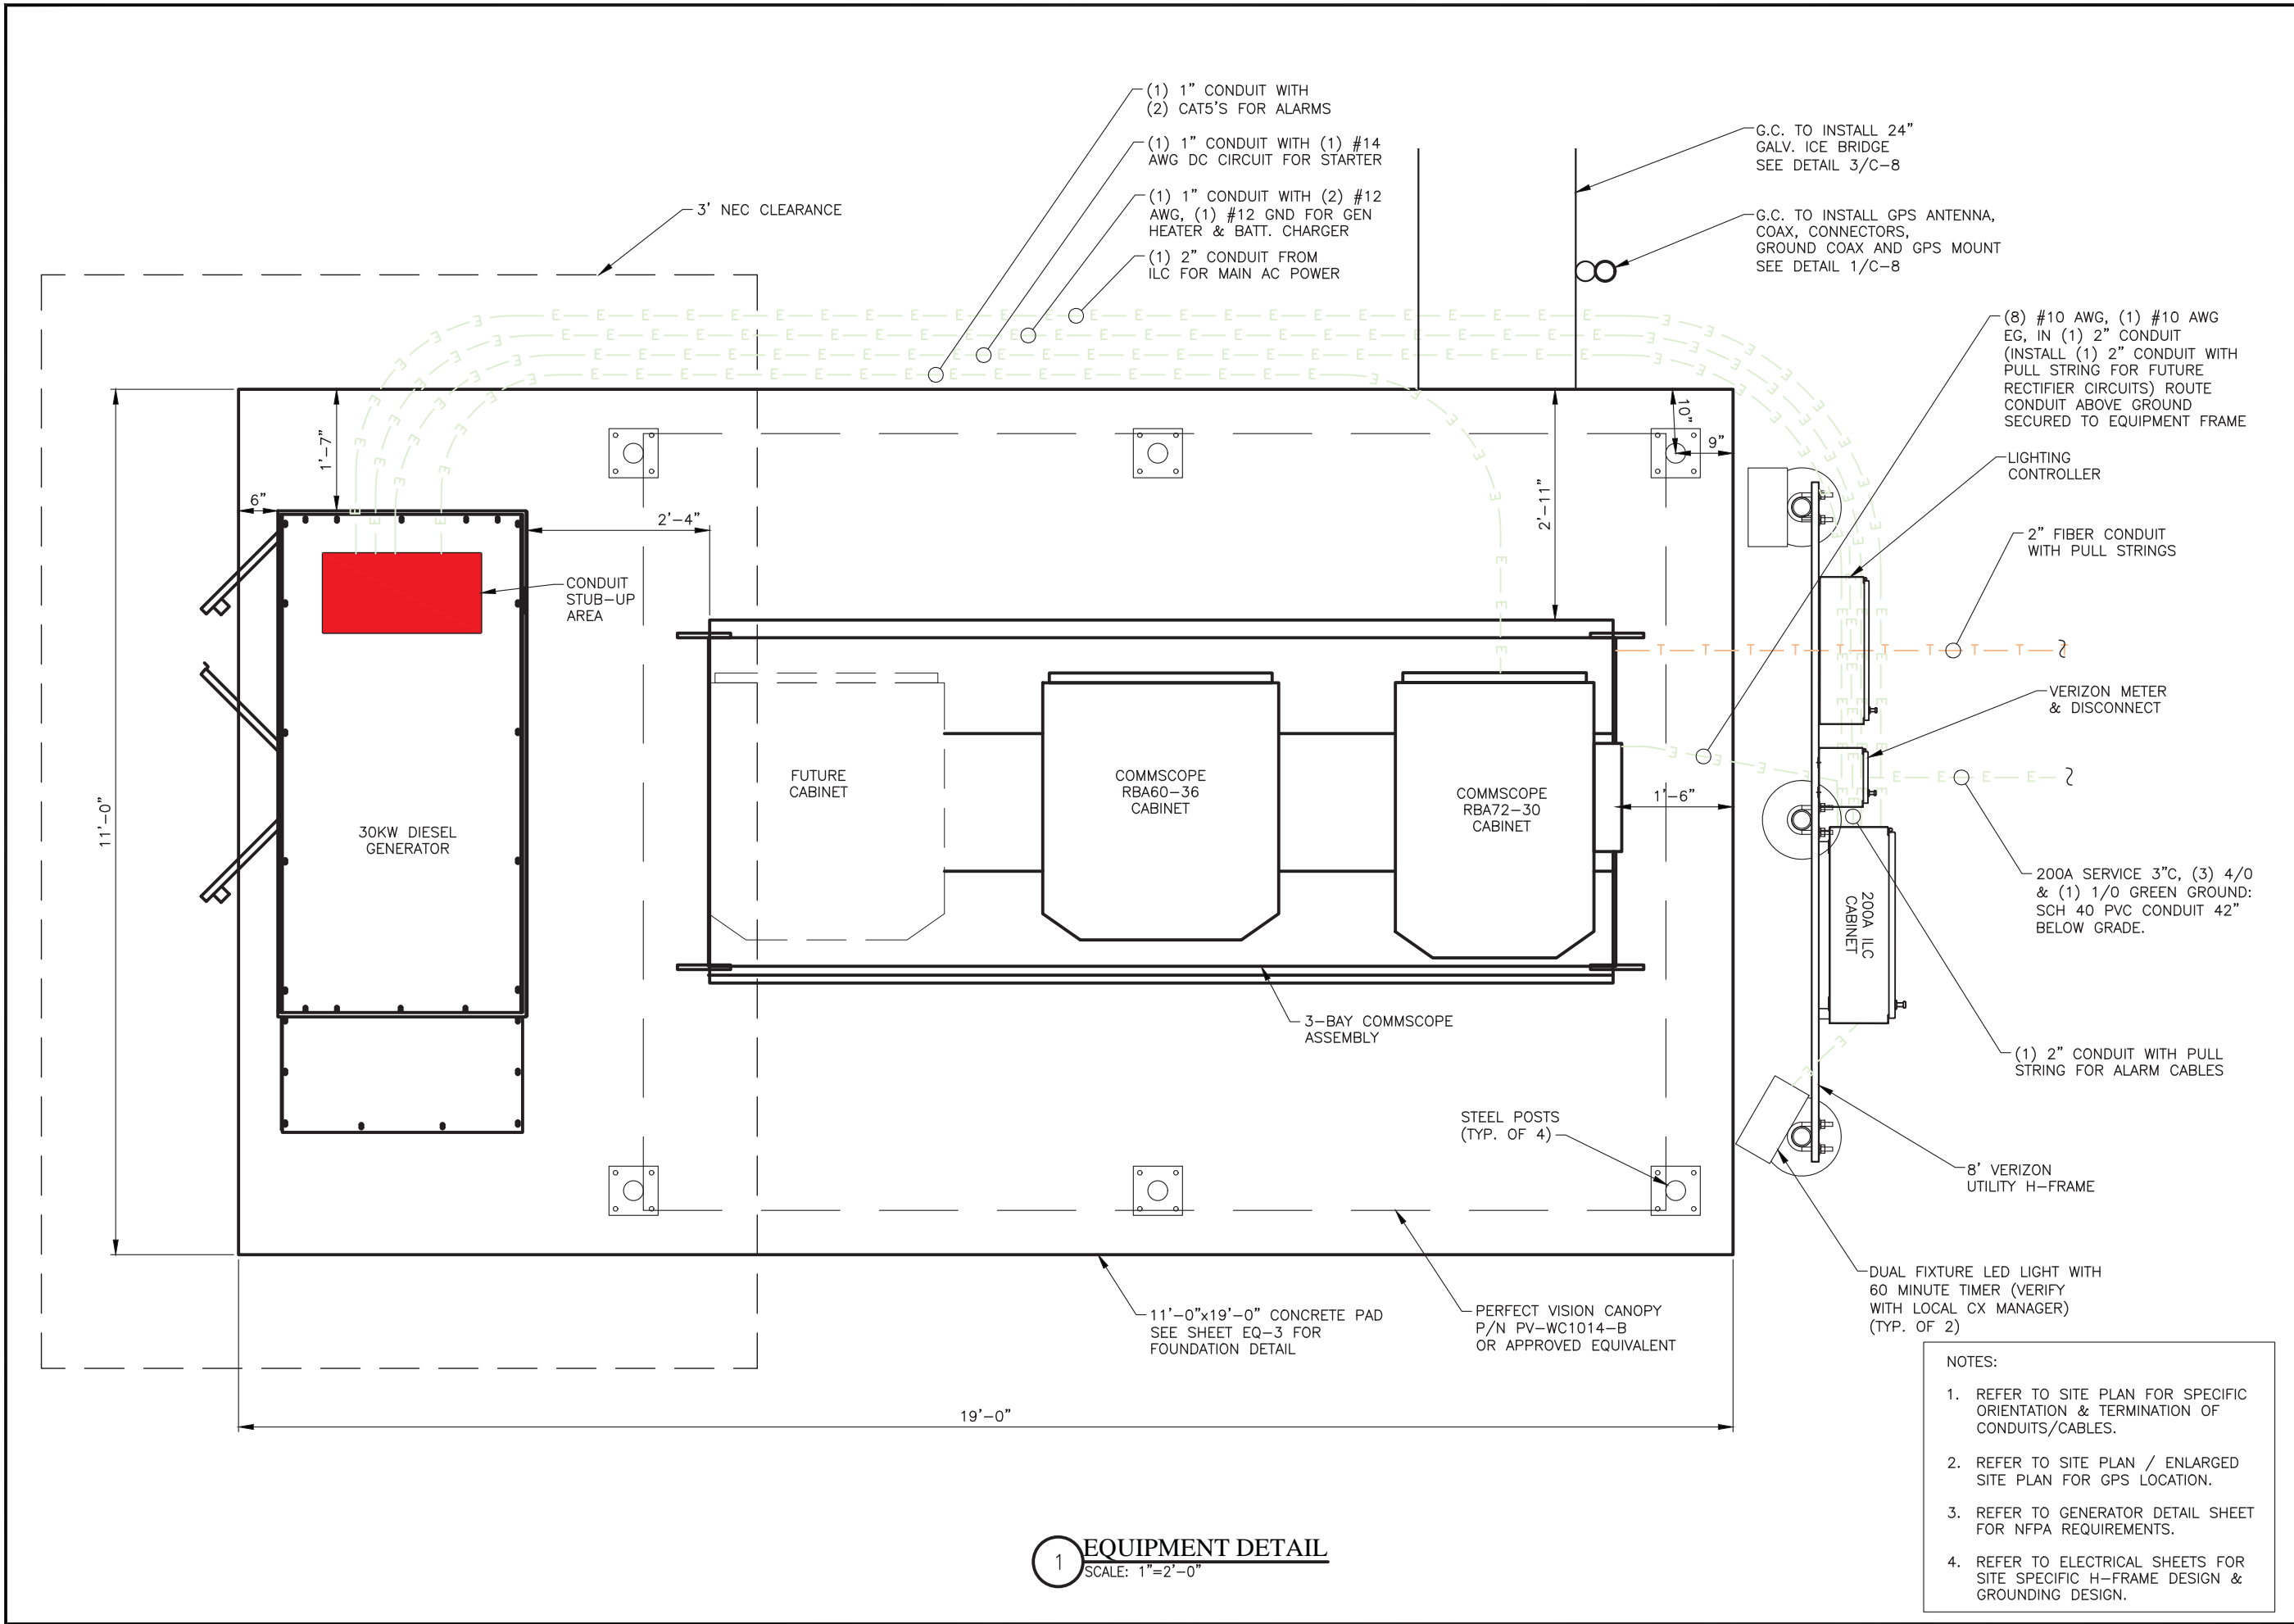 (1) 1" CONDUIT WITH
(2) CAT5'S FOR ALARMS
(1) 1" CONDUIT WITH (1) #14
AWG DC CIRCUIT FOR STARTER
(1) 1" CONDUIT WITH (2) #12
AWG, (1) #12 GND FOR GEN
HEATER & BATT. CHARGER
(1) 2" CONDUIT FROM
ILC FOR MAIN AC POWER
3' NEC CLEARANCE
G.C. TO INSTALL 24"
GALV. ICE BRIDGE
SEE DETAIL 3/C-8
G.C. TO INSTALL GPS ANTENNA,
COAX, CONNECTORS,
GROUND COAX AND GPS MOUNT
SEE DETAIL 1/C-8
(8) #10 AWG, (1) #10 AWG
EG, IN (1) 2" CONDUIT
(INSTALL (1) 2" CONDUIT WITH
PULL STRING FOR FUTURE
RECTIFIER CIRCUITS) ROUTE
CONDUIT ABOVE GROUND
SECURED TO EQUIPMENT FRAME
LIGHTING
CONTROLLER
2" FIBER CONDUIT
WITH PULL STRINGS
VERIZON METER
& DISCONNECT
200A SERVICE 3"C, (3) 4/0
& (1) 1/0 GREEN GROUND:
SCH 40 PVC CONDUIT 42"
BELOW GRADE.
(1) 2" CONDUIT WITH PULL
STRING FOR ALARM CABLES
8' VERIZON
UTILITY H-FRAME
DUAL FIXTURE LED LIGHT WITH
60 MINUTE TIMER (VERIFY
WITH LOCAL CX MANAGER)
(TYP. OF 2)
1'-7"
6"
2'-4"
10"
9"
2'-11"
1'-6"
11'-0"
19'-0"
CONDUIT
STUB-UP
AREA
30KW DIESEL
GENERATOR
FUTURE
CABINET
COMMSCOPE
RBA60-36
CABINET
COMMSCOPE
RBA72-30
CABINET
200A ILC
CABINET
3-BAY COMMSCOPE
ASSEMBLY
STEEL POSTS
(TYP. OF 4)
11'-0"x19'-0" CONCRETE PAD
SEE SHEET EQ-3 FOR
FOUNDATION DETAIL
PERFECT VISION CANOPY
P/N PV-WC1014-B
OR APPROVED EQUIVALENT
NOTES:
1. REFER TO SITE PLAN FOR SPECIFIC
ORIENTATION & TERMINATION OF
CONDUITS/CABLES.
2. REFER TO SITE PLAN / ENLARGED
SITE PLAN FOR GPS LOCATION.
3. REFER TO GENERATOR DETAIL SHEET
FOR NFPA REQUIREMENTS.
4. REFER TO ELECTRICAL SHEETS FOR
SITE SPECIFIC H-FRAME DESIGN &
GROUNDING DESIGN.
1 EQUIPMENT DETAIL
SCALE: 1"=2'-0"